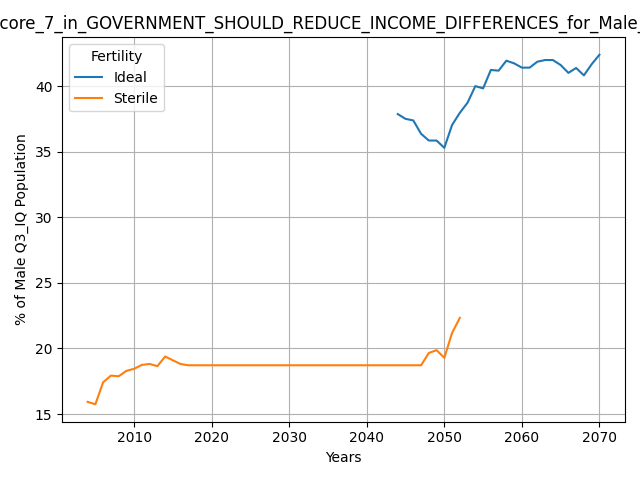 core_7_in_GOVERNMENT_SHOULD_REDUCE_INCOME_DIFFERENCES_for_Male_
Fertility
Ideal
Sterile
% of Male Q3_IQ Population
40
35
30
25
20
15
2010 2020 2030 2040 2050 2060 2070
Years